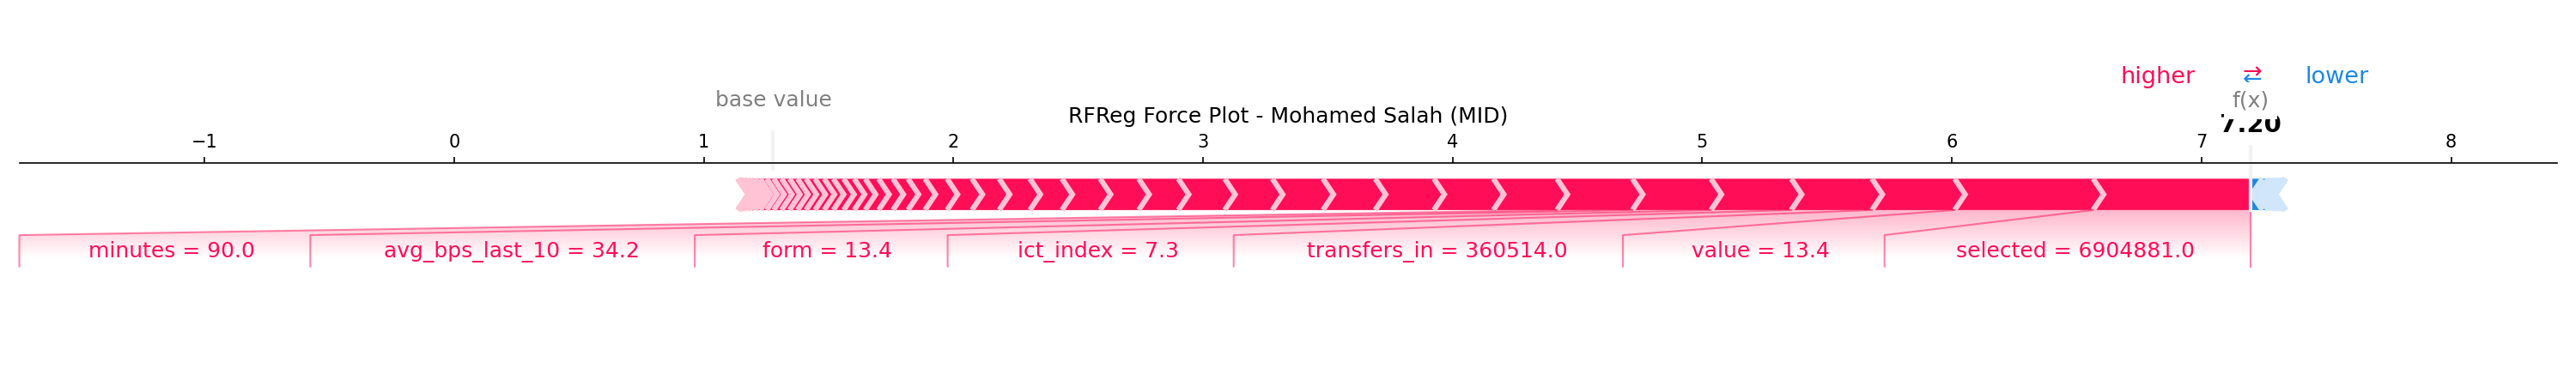 higher ⇄ lower
base value
f(x)
RFReg Force Plot - Mohamed Salah (MID)
7.20
−1 0 1 2 3 4 5 6 7 8
minutes = 90.0 avg_bps_last_10 = 34.2 form = 13.4 ict_index = 7.3 transfers_in = 360514.0 value = 13.4 selected = 6904881.0